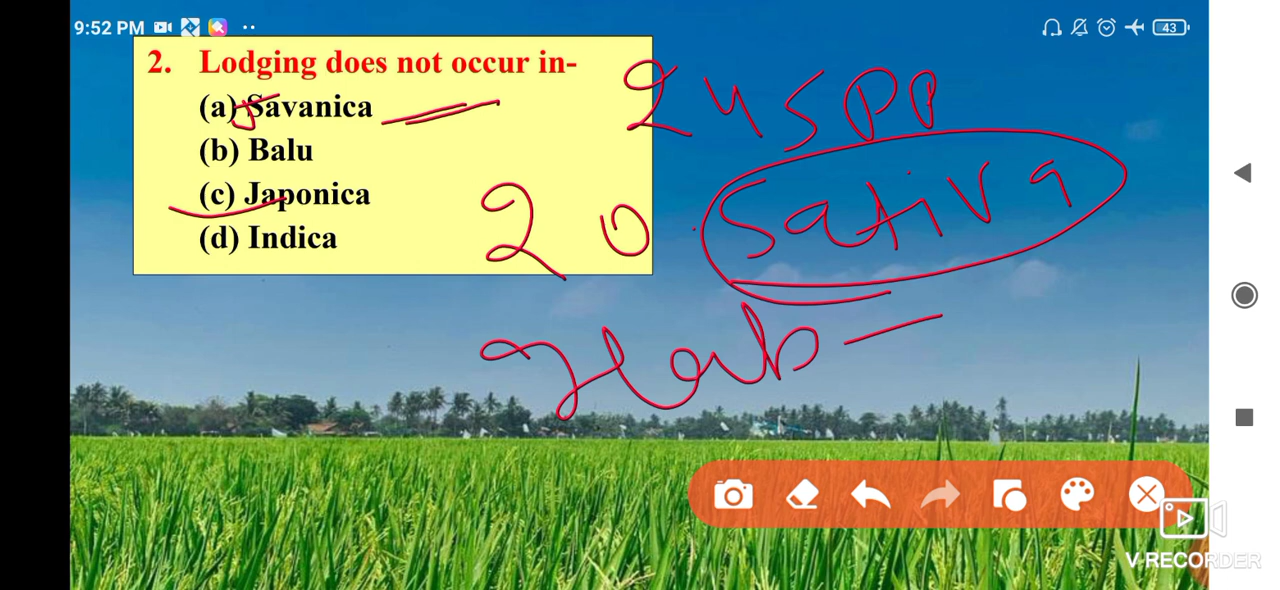 9:52 PM
43
2. Lodging does not occur in-
(a) Savanica
J
(b) Balu
(c) Japonica
(d) Indica
24 SPP
20
Sativa
Herb -
V RECORDER